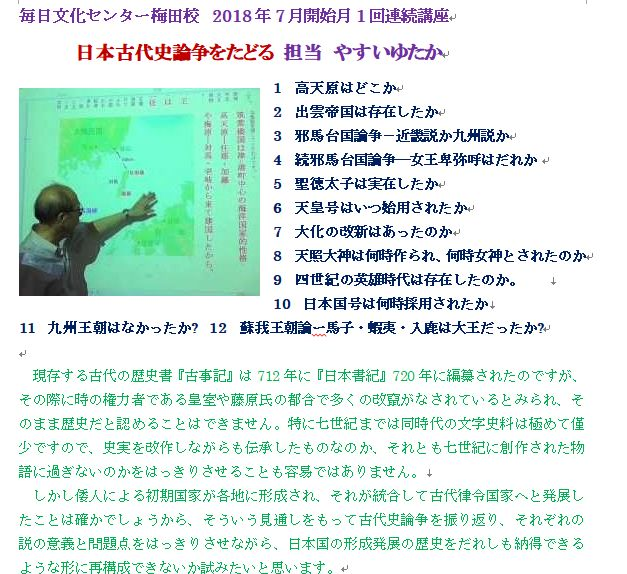 毎日文化センター梅田校　2018年７月開始月１回連続講座
日本古代史論争をたどる 担当 やすいゆたか
1 高天原はどこか
2 出雲帝国は存在したか
3 邪馬台国論争－近畿説か九州説か
4 続邪馬台国論争―女王卑弥呼はだれか
5 聖徳太子は実在したか
6 天皇号はいつ始用されたか
7 大化の改新はあったのか
8 天照大神は何時作られ、何時女神とされたのか
9 四世紀の英雄時代は存在したのか。
10 日本国号は何時採用されたか
11 九州王朝はなかったか? 12 蘇我王朝論ー馬子・蝦夷・入鹿は大王だったか?
現存する古代の歴史書『古事記』は 712 年に『日本書紀』720 年に編纂されたのですが、
その際に時の権力者である皇室や藤原氏の都合で多くの改竄がなされているとみられ、そ
のまま歴史だと認めることはできません。特に七世紀までは同時代の文字史料は極めて僅
少ですので、史実を改作しながらも伝承したものなのか、それとも七世紀に創作された物
語に過ぎないのかをはっきりさせることも容易ではありません。
しかし倭人による初期国家が各地に形成され、それが統合して古代律令国家へと発展し
たことは確かでしょうから、そういう見通しをもって古代史論争を振り返り、それぞれの
説の意義と問題点をはっきりさせながら、日本国の形成発展の歴史をだれしも納得できる
ような形に再構成できないか試みたいと思います。